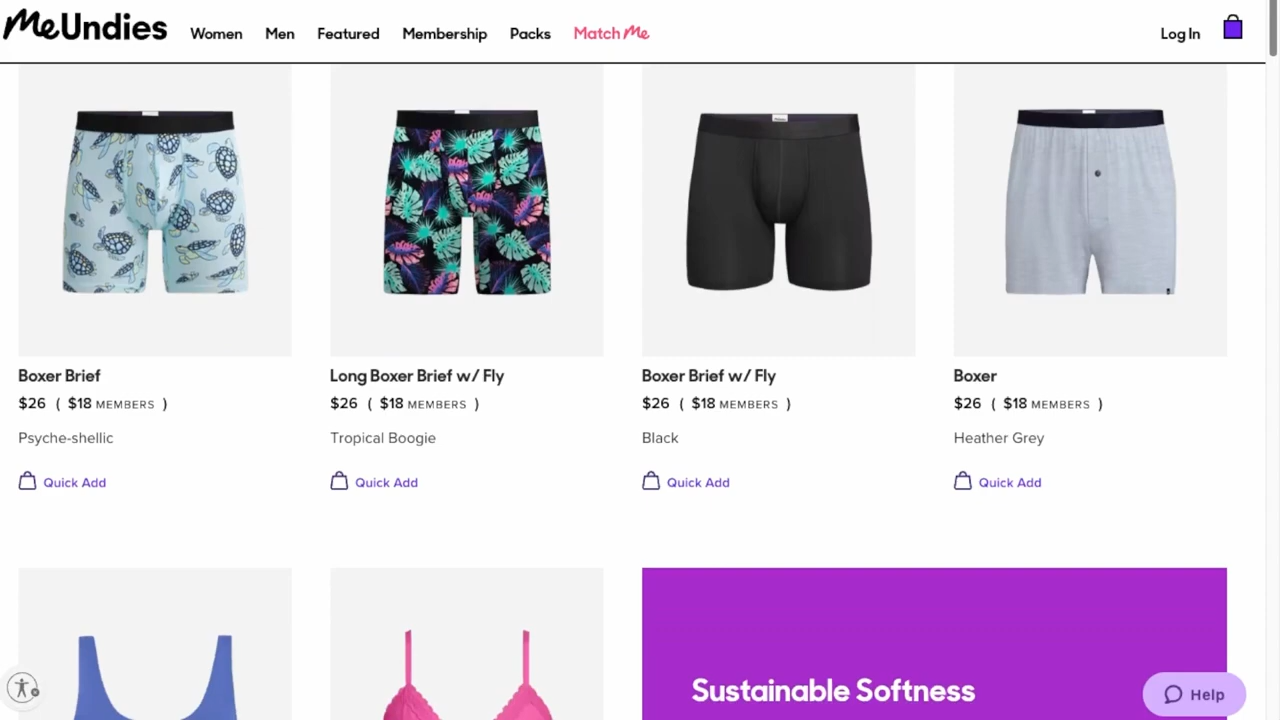 MeUndies Women Men Featured Membership Packs Match Me Log In
Boxer Brief
$26 ( $18 MEMBERS )
Psyche-shellic
Quick Add
Long Boxer Brief w/ Fly
$26 ( $18 MEMBERS )
Tropical Boogie
Quick Add
Boxer Brief w/ Fly
$26 ( $18 MEMBERS )
Black
Quick Add
Boxer
$26 ( $18 MEMBERS )
Heather Grey
Quick Add
Sustainable Softness
Help